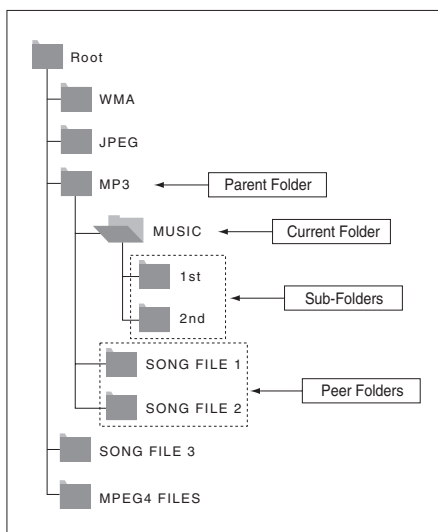 Root
WMA
JPEG
MP3
Parent Folder
MUSIC
Current Folder
1st
Sub-Folders
2nd
SONG FILE 1
Peer Folders
SONG FILE 2
SONG FILE 3
MPEG4 FILES